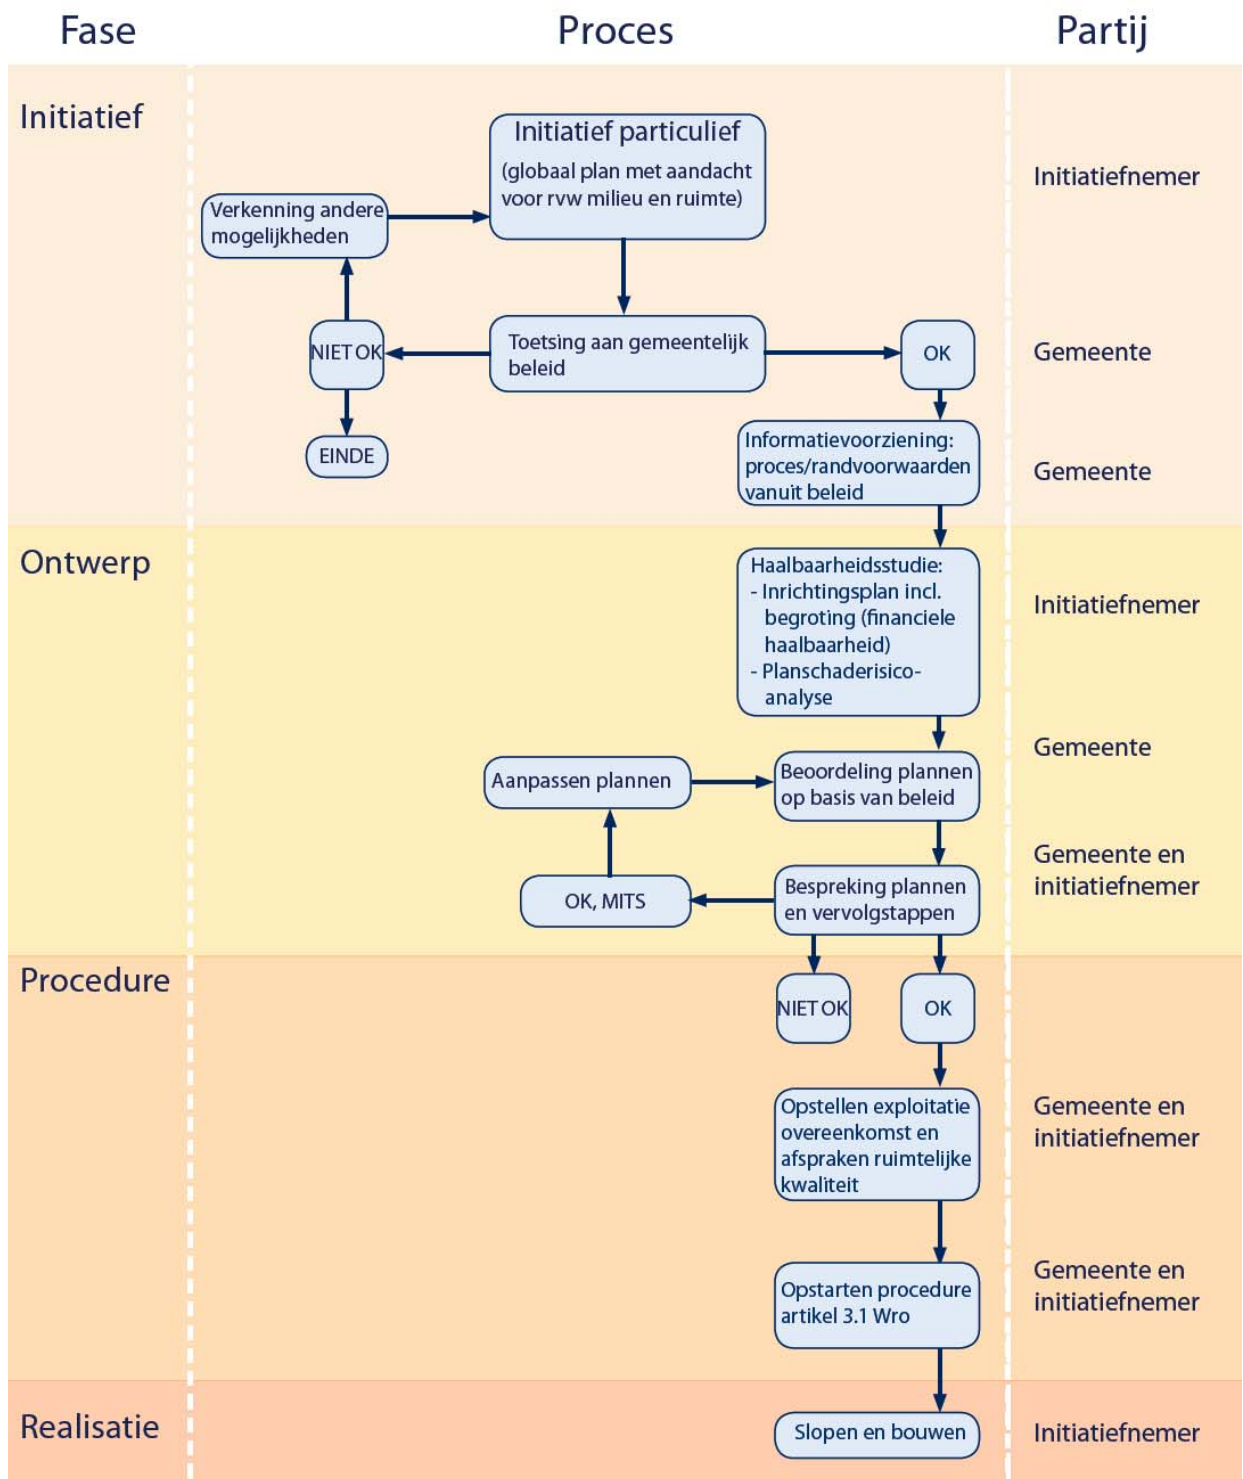 Fase
Proces
Partij
Initiatief
Initiatief particulief
(globaal plan met aandacht
voor rvw milieu en ruimte)
Initiatiefnemer
Verkenning andere
mogelijkheden
NIET OK
Toetsing aan gemeentelijk
beleid
OK
Gemeente
EINDE
Informatievoorziening:
proces/randvoorwaarden
vanuit beleid
Gemeente
Ontwerp
Haalbaarheidsstudie:
- Inrichtingsplan incl.
begroting (financiele
haalbaarheid)
- Planschaderisico-
analyse
Initiatiefnemer
Aanpassen plannen
Beoordeling plannen
op basis van beleid
Gemeente
OK, MITS
Bespreking plannen
en vervolgstappen
Gemeente en
initiatiefnemer
Procedure
NIET OK
OK
Opstellen exploitatie
overeenkomst en
afspraken ruimtelijke
kwaliteit
Gemeente en
initiatiefnemer
Opstarten procedure
artikel 3.1 Wro
Gemeente en
initiatiefnemer
Realisatie
Slopen en bouwen
Initiatiefnemer